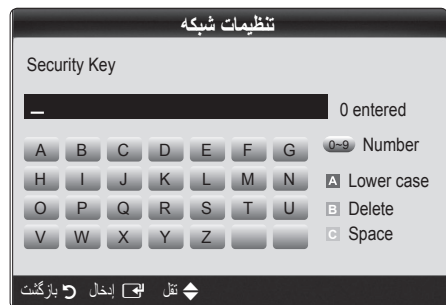 تنظیمات شبکه
Security Key
_ 0 entered
A B C D E F G 0~9 Number
H I J K L M N A Lower case
O P Q R S T U B Delete
V W X Y Z C Space
نقل إدخال بازگشت